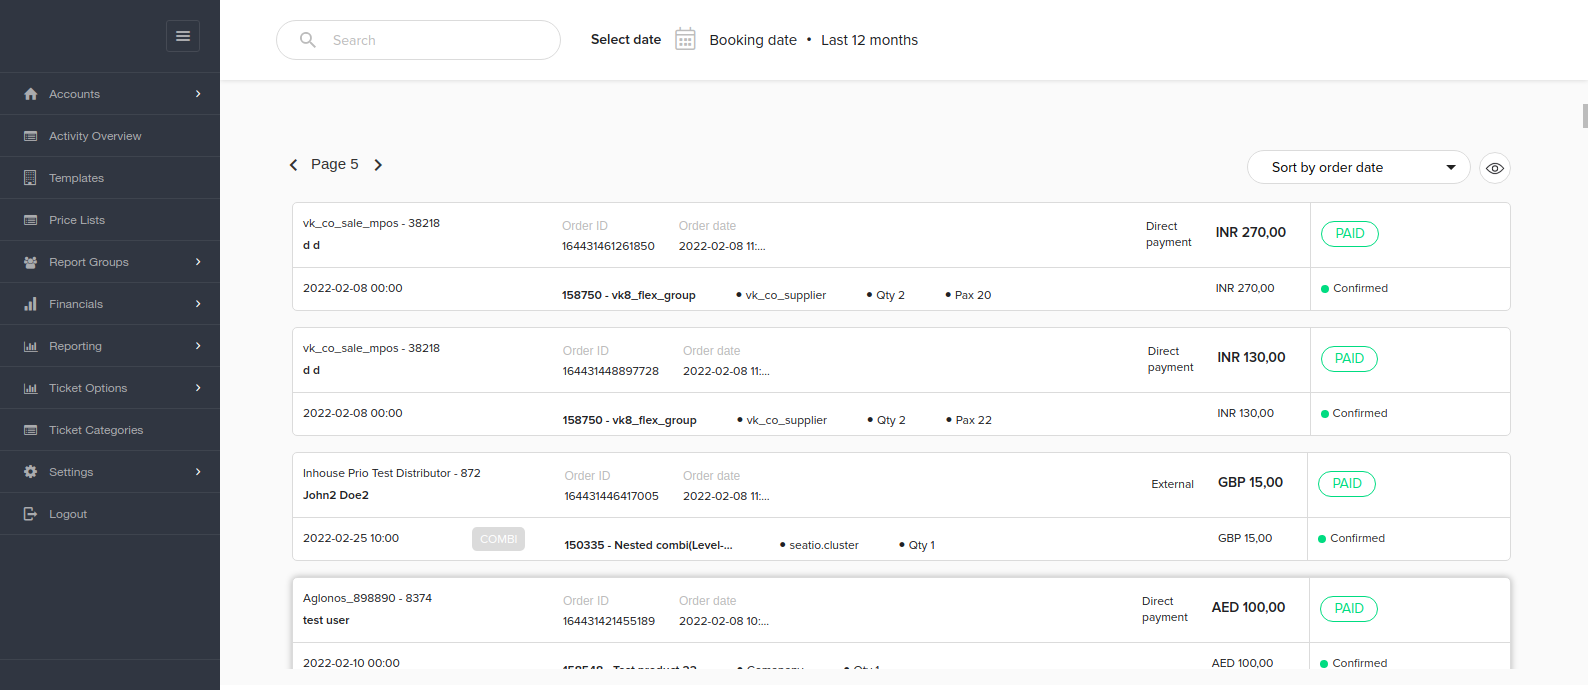 Search
Select date Booking date • Last 12 months
Accounts
Activity Overview
Templates
Price Lists
Report Groups
Financials
Reporting
Ticket Options
Ticket Categories
Settings
Logout
Page 5
Sort by order date
vk_co_sale_mpos - 38218 Order ID Order date Direct payment INR 270,00 PAID
d d 164431461261850 2022-02-08 11:...
2022-02-08 00:00 158750 - vk8_flex_group • vk_co_supplier • Qty 2 • Pax 20 INR 270,00 Confirmed
vk_co_sale_mpos - 38218 Order ID Order date Direct payment INR 130,00 PAID
d d 164431448897728 2022-02-08 11:...
2022-02-08 00:00 158750 - vk8_flex_group • vk_co_supplier • Qty 2 • Pax 22 INR 130,00 Confirmed
Inhouse Prio Test Distributor - 872 Order ID Order date External GBP 15,00 PAID
John2 Doe2 164431446417005 2022-02-08 11:...
2022-02-25 10:00 COMBI 150335 - Nested combi(Level-... • seatio.cluster • Qty 1 GBP 15,00 Confirmed
Aglonos_898890 - 8374 Order ID Order date Direct payment AED 100,00 PAID
test user 164431421455189 2022-02-08 10:...
2022-02-10 00:00 AED 100,00 Confirmed